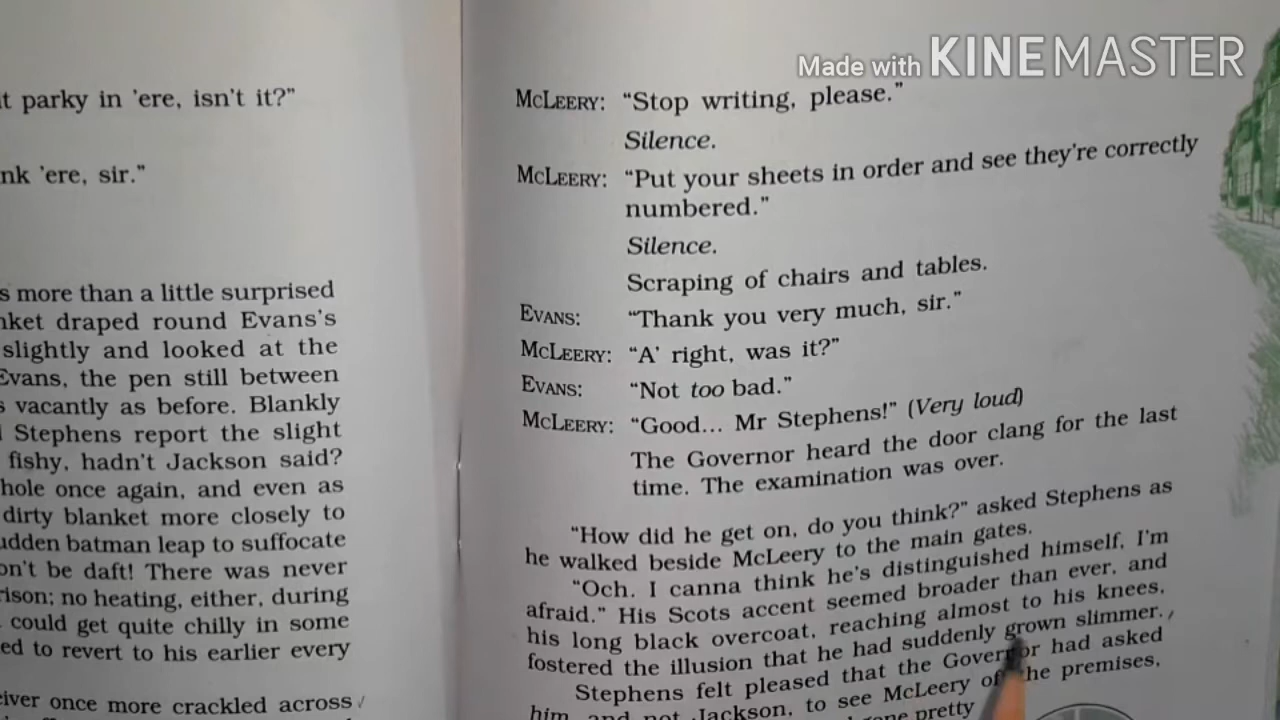 Made with KINEMASTER
t parky in 'ere, isn't it?"
nk 'ere, sir."
s more than a little surprised
nket draped round Evans's
slightly and looked at the
Evans, the pen still between
s vacantly as before. Blankly
Stephens report the slight
fishy, hadn't Jackson said?
hole once again, and even as
dirty blanket more closely to
udden batman leap to suffocate
on't be daft! There was never
rison; no heating, either, during
could get quite chilly in some
ed to revert to his earlier every
eiver once more crackled across
McLEERY: "Stop writing, please."
Silence.
McLEERY: "Put your sheets in order and see they're correctly
numbered."
Silence.
Scraping of chairs and tables.
EVANS: "Thank you very much, sir."
McLEERY: "A' right, was it?"
EVANS: "Not too bad."
McLEERY: "Good... Mr Stephens!" (Very loud)
The Governor heard the door clang for the last
time. The examination was over.
"How did he get on, do you think?" asked Stephens as
he walked beside McLeery to the main gates.
"Och. I canna think he's distinguished himself, I'm
afraid." His Scots accent seemed broader than ever, and
his long black overcoat, reaching almost to his knees,
fostered the illusion that he had suddenly grown slimmer.
Stephens felt pleased that the Governor had asked
him, and not Jackson, to see McLeery off the premises,
gone pretty